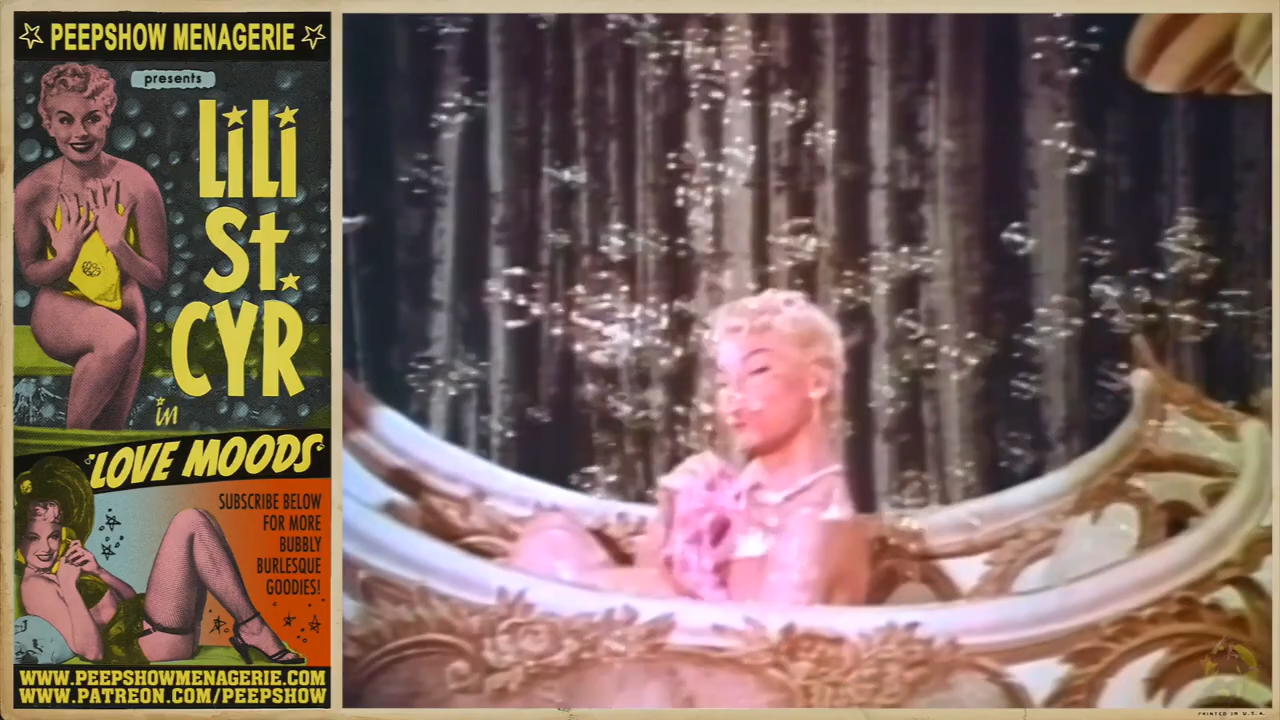 PEEPSHOW MENAGERIE
presents
LiLi
St.
CYR
in
"LOVE MOODS"
SUBSCRIBE BELOW
FOR MORE
BUBBLY
BURLESQUE
GOODIES!
WWW.PEEPSHOWMENAGERIE.COM
WWW.PATREON.COM/PEEPSHOW
PRINTED IN U.S.A.